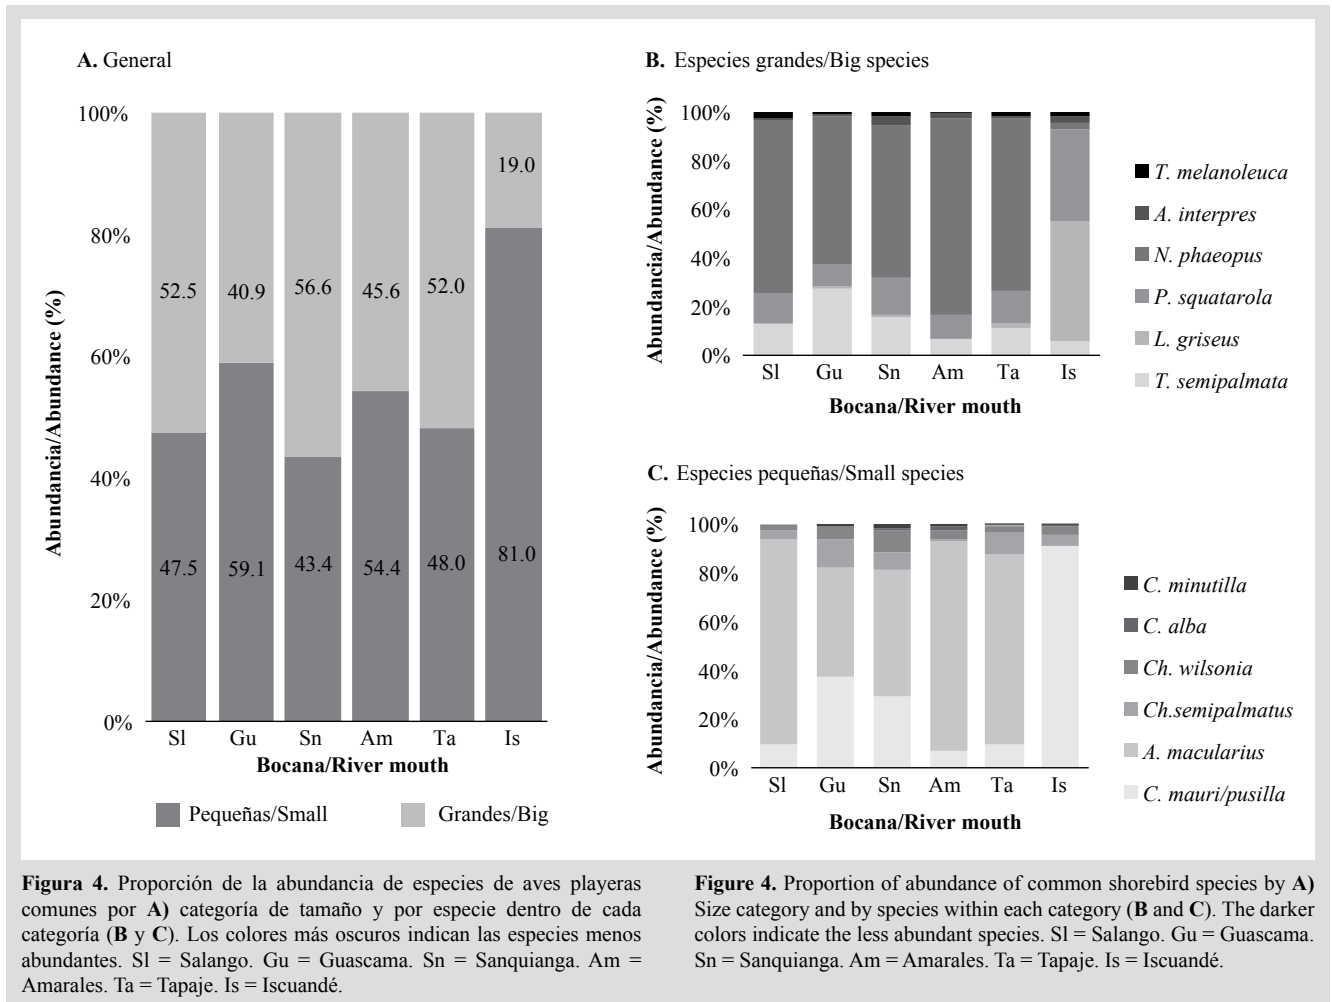 A. General
Abundancia/Abundance (%)
100%
80%
60%
40%
20%
0%
52.5
40.9
56.6
45.6
52.0
19.0
47.5
59.1
43.4
54.4
48.0
81.0
Sl Gu Sn Am Ta Is
Bocana/River mouth
Pequeñas/Small Grandes/Big
B. Especies grandes/Big species
Abundancia/Abundance (%)
100%
80%
60%
40%
20%
0%
Sl Gu Sn Am Ta Is
Bocana/River mouth
T. melanoleuca
A. interpres
N. phaeopus
P. squatarola
L. griseus
T. semipalmata
C. Especies pequeñas/Small species
Abundancia/Abundance (%)
100%
80%
60%
40%
20%
0%
Sl Gu Sn Am Ta Is
Bocana/River mouth
C. minutilla
C. alba
Ch. wilsonia
Ch.semipalmatus
A. macularius
C. mauri/pusilla
Figura 4. Proporción de la abundancia de especies de aves playeras
comunes por A) categoría de tamaño y por especie dentro de cada
categoría (B y C). Los colores más oscuros indican las especies menos
abundantes. Sl = Salango. Gu = Guascama. Sn = Sanquianga. Am =
Amarales. Ta = Tapaje. Is = Iscuandé.
Figure 4. Proportion of abundance of common shorebird species by A)
Size category and by species within each category (B and C). The darker
colors indicate the less abundant species. Sl = Salango. Gu = Guascama.
Sn = Sanquianga. Am = Amarales. Ta = Tapaje. Is = Iscuandé.